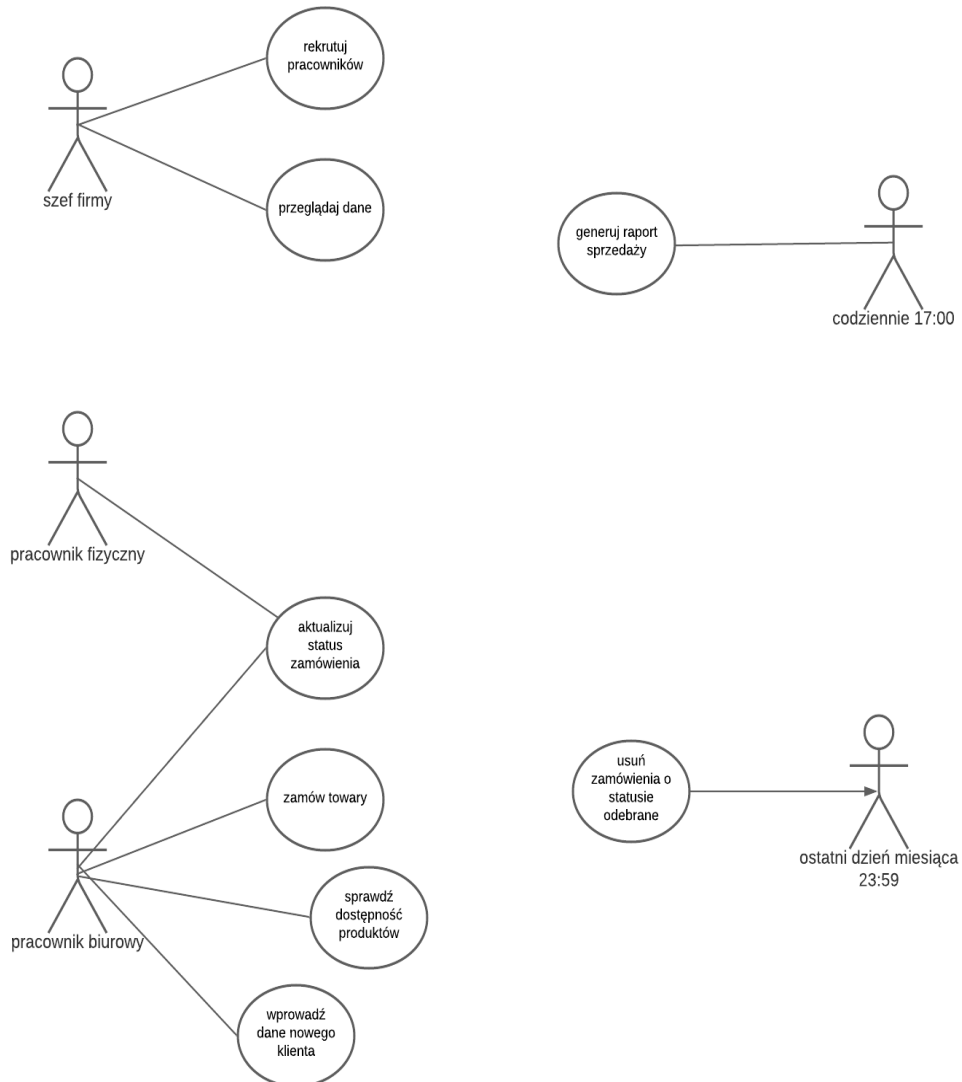 rekrutuj
pracowników
szef firmy
przeglądaj dane
generuj raport
sprzedaży
codziennie 17:00
pracownik fizyczny
aktualizuj
status
zamówienia
zamów towary
usuń
zamówienia o
statusie
odebrane
ostatni dzień miesiąca
23:59
pracownik biurowy
sprawdź
dostępność
produktów
wprowadź
dane nowego
klienta